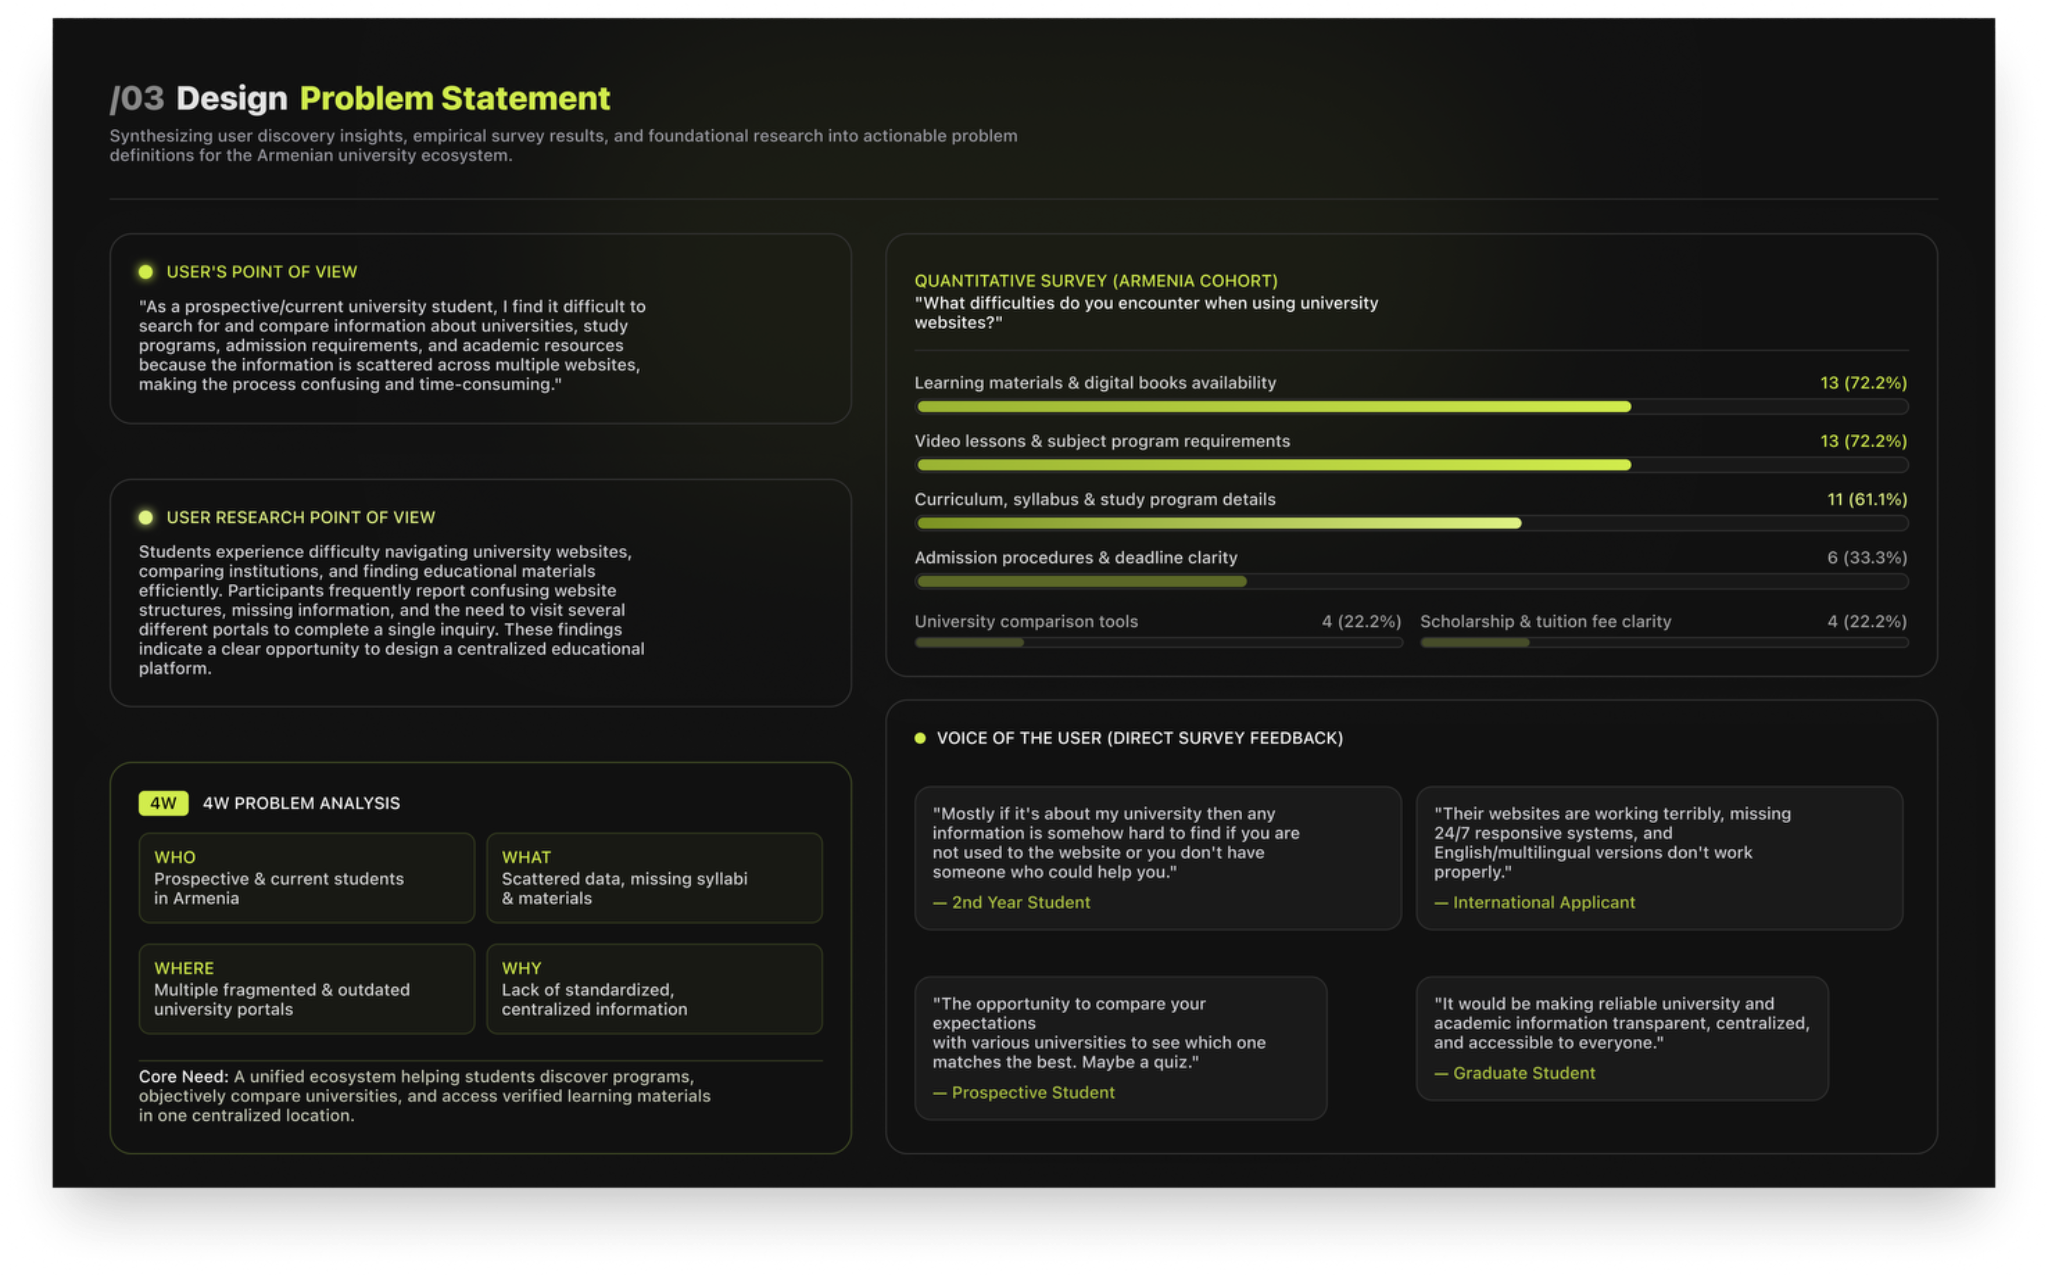 /03 Design Problem Statement
Synthesizing user discovery insights, empirical survey results, and foundational research into actionable problem
definitions for the Armenian university ecosystem.
USER'S POINT OF VIEW
"As a prospective/current university student, I find it difficult to
search for and compare information about universities, study
programs, admission requirements, and academic resources
because the information is scattered across multiple websites,
making the process confusing and time-consuming."
USER RESEARCH POINT OF VIEW
Students experience difficulty navigating university websites,
comparing institutions, and finding educational materials
efficiently. Participants frequently report confusing website
structures, missing information, and the need to visit several
different portals to complete a single inquiry. These findings
indicate a clear opportunity to design a centralized educational
platform.
4W 4W PROBLEM ANALYSIS
WHO
Prospective & current students
in Armenia
WHAT
Scattered data, missing syllabi
& materials
WHERE
Multiple fragmented & outdated
university portals
WHY
Lack of standardized,
centralized information
Core Need: A unified ecosystem helping students discover programs,
objectively compare universities, and access verified learning materials
in one centralized location.
QUANTITATIVE SURVEY (ARMENIA COHORT)
"What difficulties do you encounter when using university
websites?"
Learning materials & digital books availability 13 (72.2%)
Video lessons & subject program requirements 13 (72.2%)
Curriculum, syllabus & study program details 11 (61.1%)
Admission procedures & deadline clarity 6 (33.3%)
University comparison tools 4 (22.2%)
Scholarship & tuition fee clarity 4 (22.2%)
VOICE OF THE USER (DIRECT SURVEY FEEDBACK)
"Mostly if it's about my university then any
information is somehow hard to find if you are
not used to the website or you don't have
someone who could help you."
— 2nd Year Student
"Their websites are working terribly, missing
24/7 responsive systems, and
English/multilingual versions don't work
properly."
— International Applicant
"The opportunity to compare your
expectations
with various universities to see which one
matches the best. Maybe a quiz."
— Prospective Student
"It would be making reliable university and
academic information transparent, centralized,
and accessible to everyone."
— Graduate Student